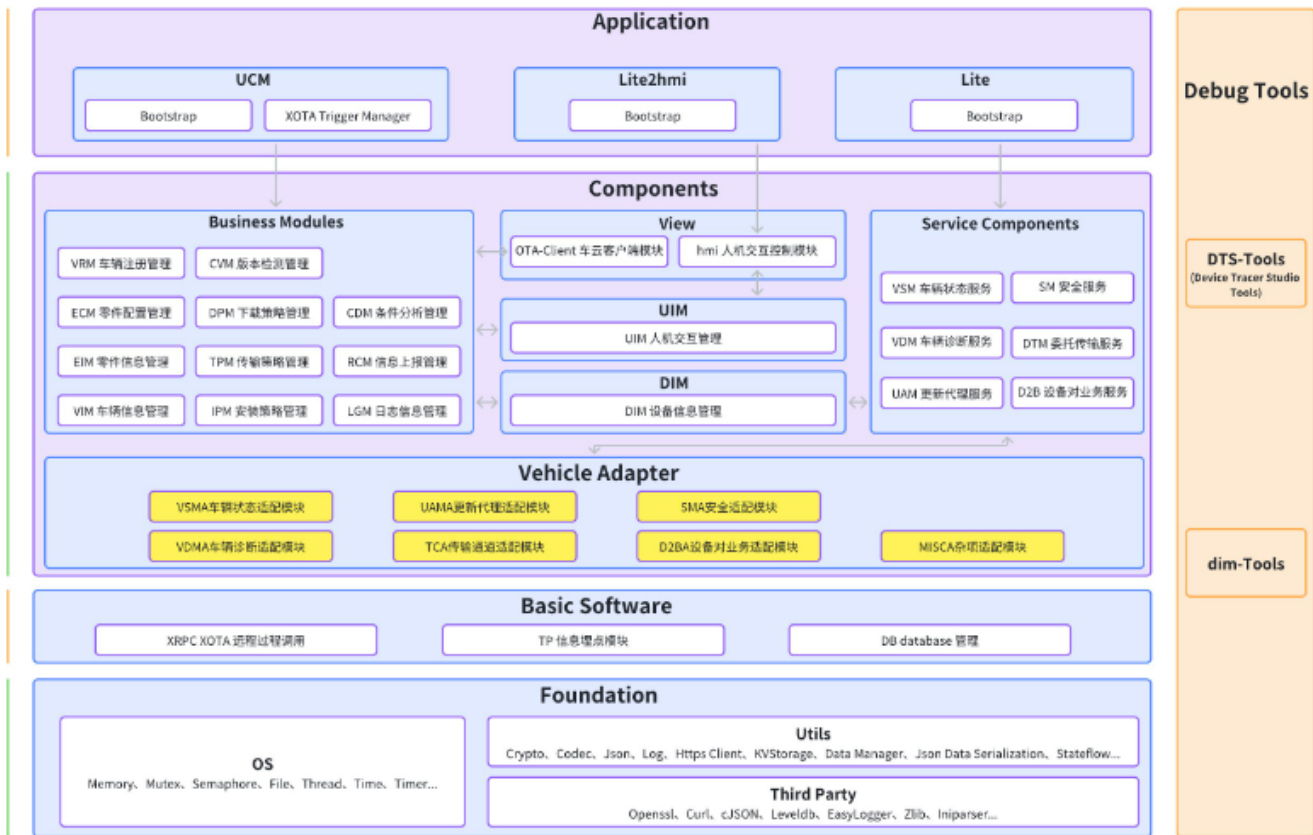 Application
UCM
Bootstrap
XOTA Trigger Manager
Lite2hmi
Bootstrap
Lite
Bootstrap
Components
Business Modules
VRM 车辆注册管理
CVM 版本检测管理
ECM 零件配置管理
DPM 下载策略管理
CDM 条件分析管理
EIM 零件信息管理
TPM 传输策略管理
RCM 信息上报管理
VIM 车辆信息管理
IPM 安装策略管理
LGM 日志信息管理
View
OTA-Client 车云客户端模块
hmi 人机交互控制模块
UIM
UIM 人机交互管理
DIM
DIM 设备信息管理
Service Components
VSM 车辆状态服务
SM 安全服务
VDM 车辆诊断服务
DTM 委托传输服务
UAM 更新代理服务
D2B 设备对业务服务
Vehicle Adapter
VSMA车辆状态适配模块
UAMA更新代理适配模块
SMA安全适配模块
VDMA车辆诊断适配模块
TCA传输通道适配模块
D2BA设备对业务适配模块
MISCA杂项适配模块
Basic Software
XRPC XOTA 远程过程调用
TP 信息埋点模块
DB database 管理
Foundation
OS
Memory、Mutex、Semaphore、File、Thread、Time、Timer...
Utils
Crypto、Codec、Json、Log、Https Client、KVStorage、Data Manager、Json Data Serialization、Stateflow...
Third Party
Openssl、Curl、cJSON、Leveldb、EasyLogger、Zlib、Iniparser...
Debug Tools
DTS-Tools
(Device Tracer Studio
Tools)
dim-Tools